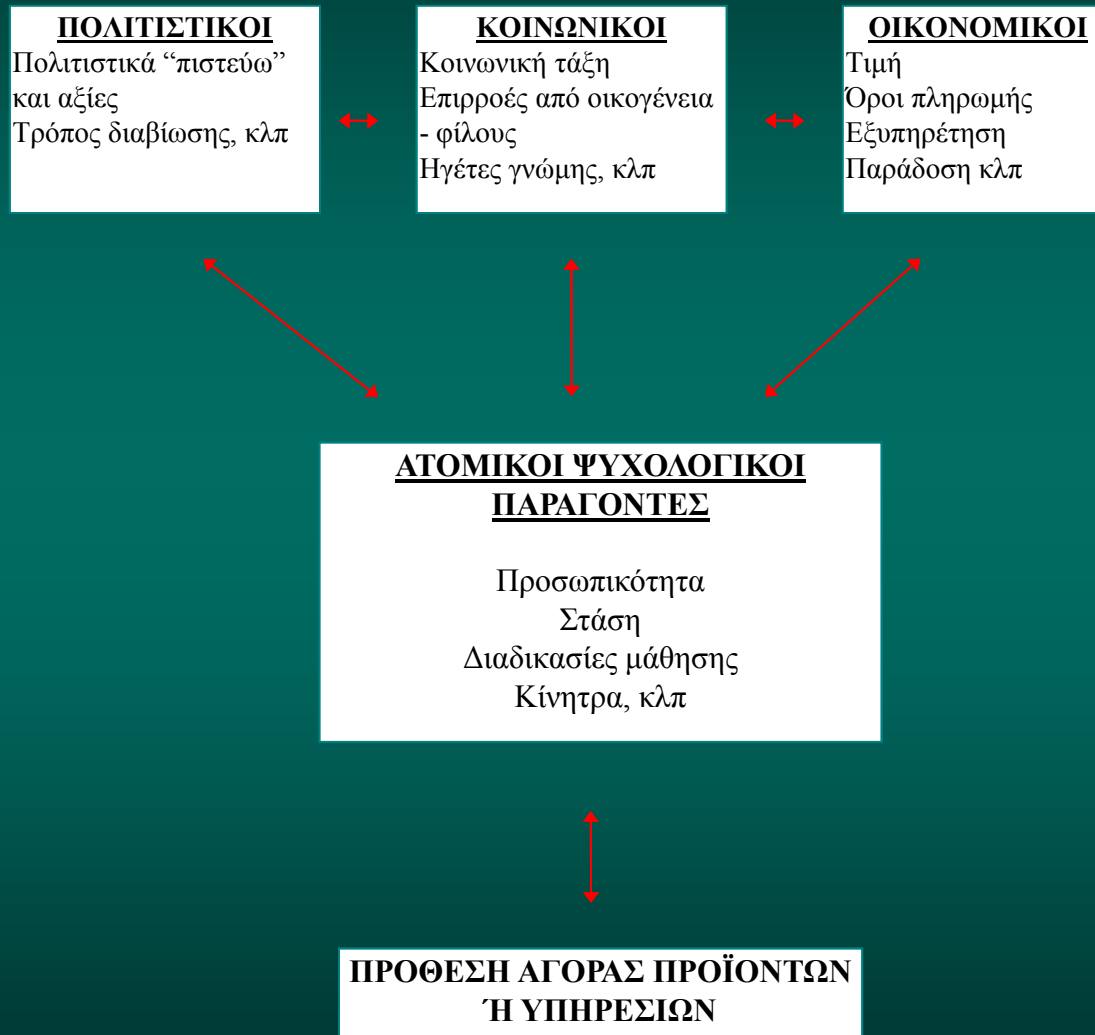 ΠΟΛΙΤΙΣΤΙΚΟΙ
Πολιτιστικά “πιστεύω”
και αξίες
Τρόπος διαβίωσης, κλπ
ΚΟΙΝΩΝΙΚΟΙ
Κοινωνική τάξη
Επιρροές από οικογένεια
- φίλους
Ηγέτες γνώμης, κλπ
ΟΙΚΟΝΟΜΙΚΟΙ
Τιμή
Όροι πληρωμής
Εξυπηρέτηση
Παράδοση κλπ
ΑΤΟΜΙΚΟΙ ΨΥΧΟΛΟΓΙΚΟΙ
ΠΑΡΑΓΟΝΤΕΣ
Προσωπικότητα
Στάση
Διαδικασίες μάθησης
Κίνητρα, κλπ
ΠΡΟΘΕΣΗ ΑΓΟΡΑΣ ΠΡΟΪΟΝΤΩΝ
Ή ΥΠΗΡΕΣΙΩΝ